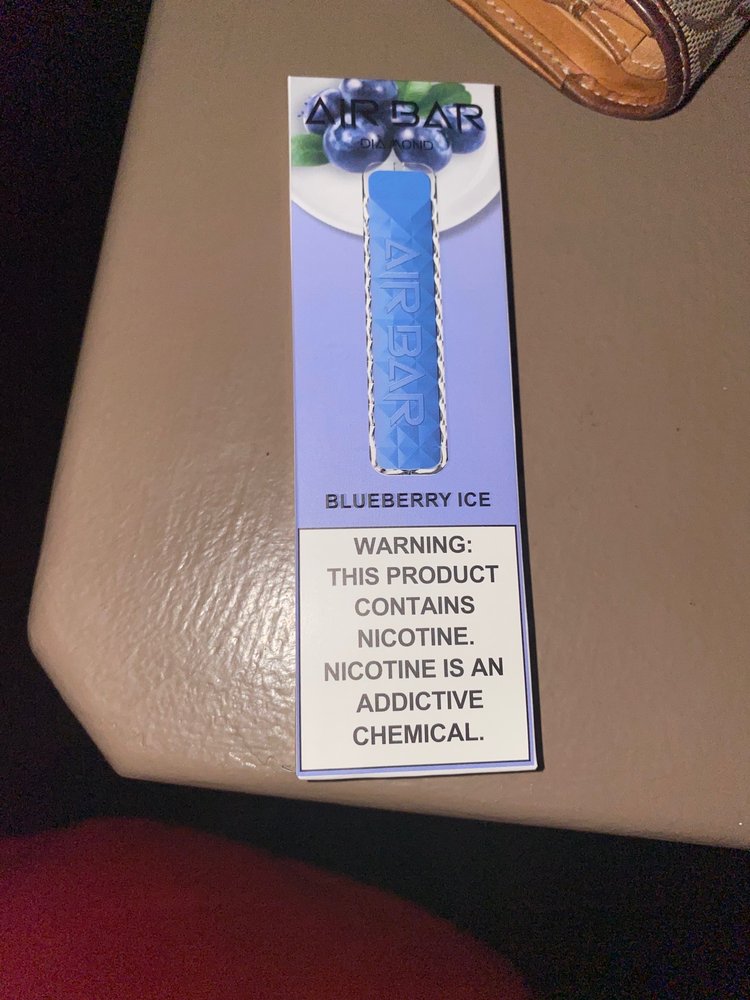 AIR BAR
DIAMOND
AIR BAR
BLUEBERRY ICE
WARNING:
THIS PRODUCT
CONTAINS
NICOTINE.
NICOTINE IS AN
ADDICTIVE
CHEMICAL.